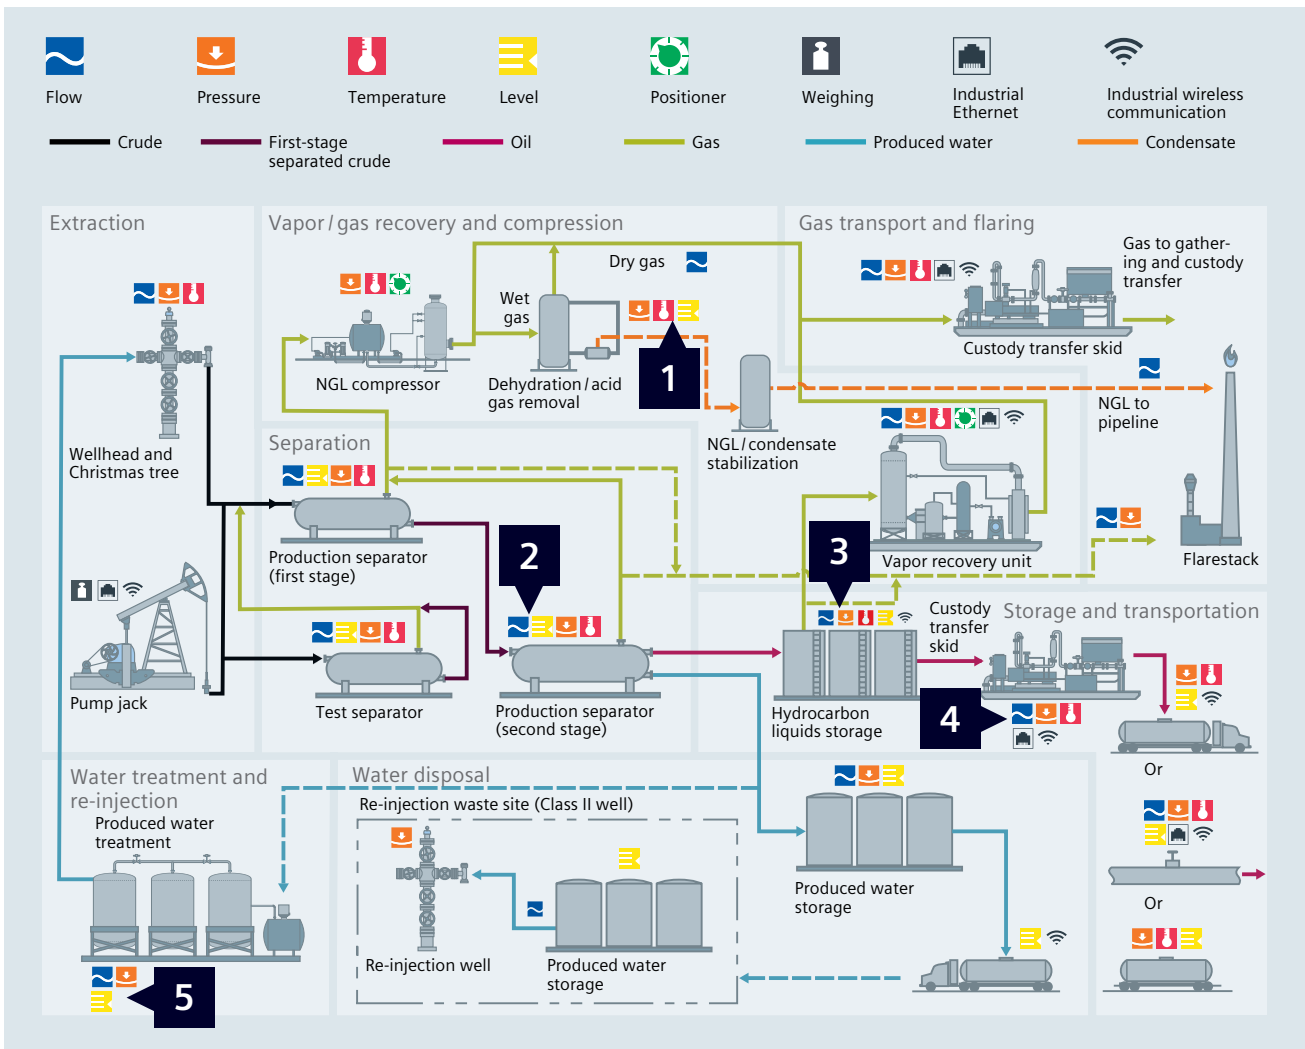 Flow
Pressure
Temperature
Level
Positioner
Weighing
Industrial
Ethernet
Industrial wireless
communication
Crude
First-stage
separated crude
Oil
Gas
Produced water
Condensate
Extraction
Vapor / gas recovery and compression
Gas transport and flaring
Dry gas
Gas to gather-
ing and custody
transfer
Wet
gas
1
Custody transfer skid
NGL compressor
Dehydration / acid
gas removal
NGL to
pipeline
Separation
NGL / condensate
stabilization
Wellhead and
Christmas tree
2
3
Production separator
(first stage)
Vapor recovery unit
Flarestack
Custody
transfer
skid
Storage and transportation
Pump jack
Test separator
Production separator
(second stage)
Hydrocarbon
liquids storage
4
Or
Water treatment and
re-injection
Water disposal
Re-injection waste site (Class II well)
Produced water
treatment
Produced water
storage
Or
Re-injection well
Produced water
storage
5